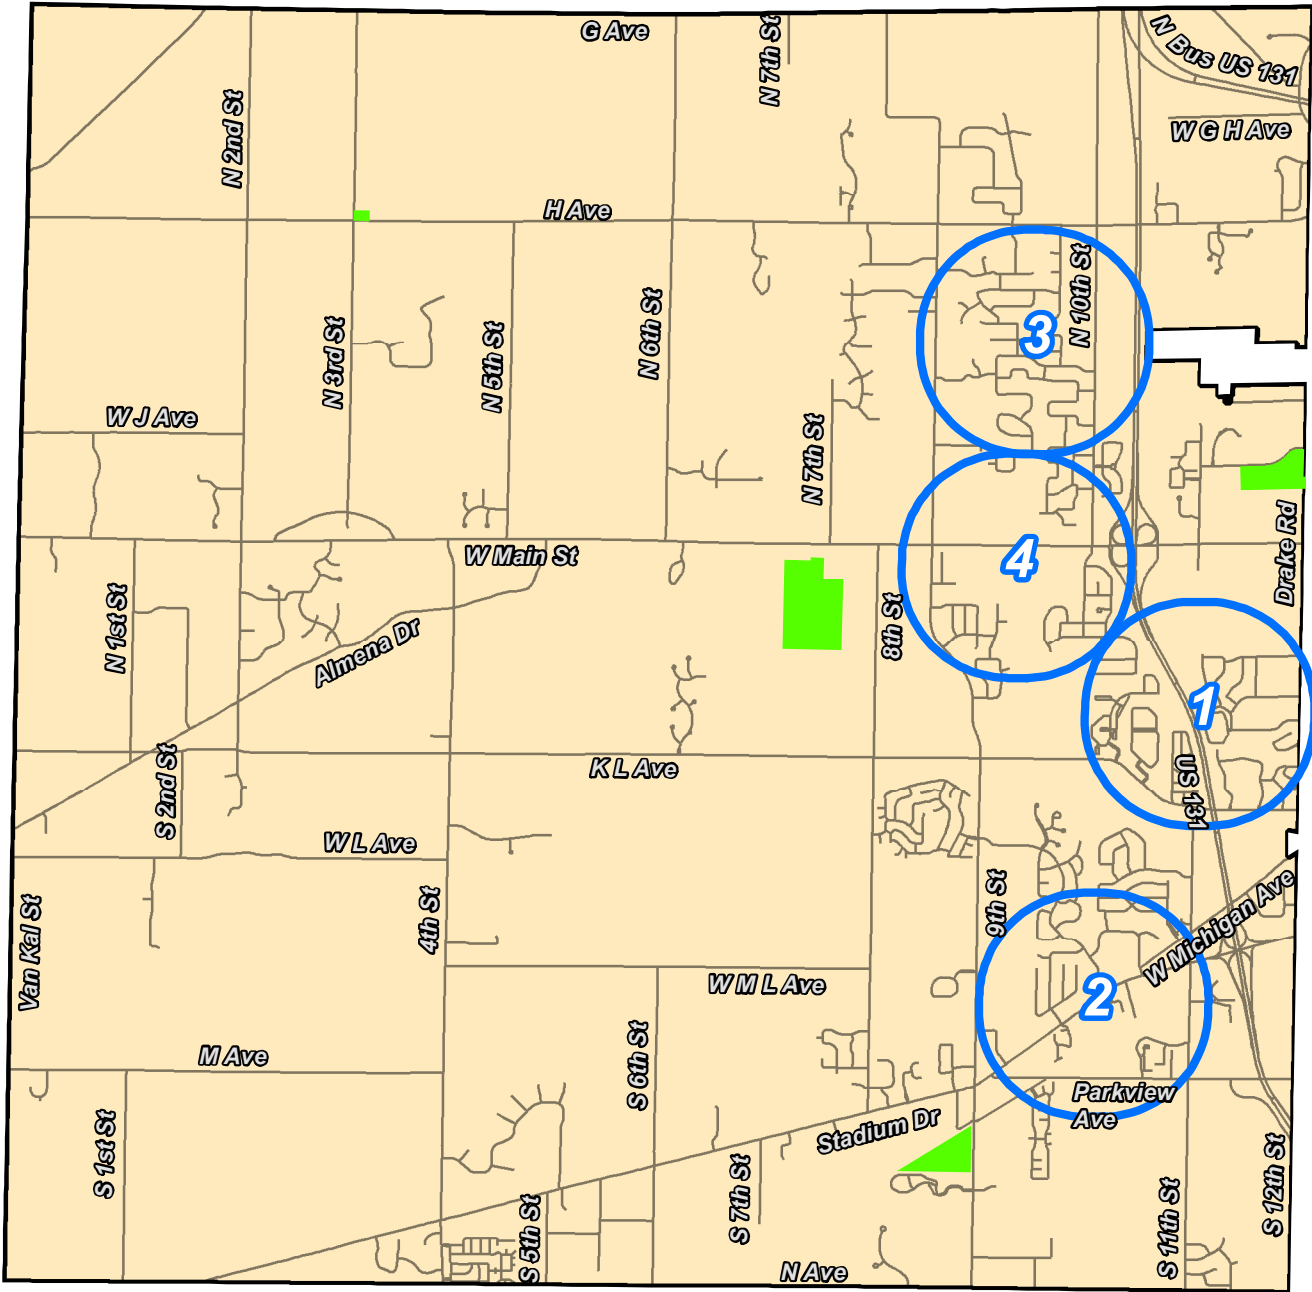 G Ave
N 7th St
N Bus US 131
N 2nd St
W G H Ave
H Ave
N 3rd St
N 5th St
N 6th St
3
N 10th St
W J Ave
N 7th St
W Main St
4
Drake Rd
N 1st St
Almena Dr
8th St
1
US 131
K L Ave
S 2nd St
W L Ave
Van Kal St
4th St
9th St
W Michigan Ave
W M L Ave
2
M Ave
S 6th St
Parkview
Ave
S 1st St
Stadium Dr
S 7th St
S 5th St
S 11th St
S 12th St
N Ave